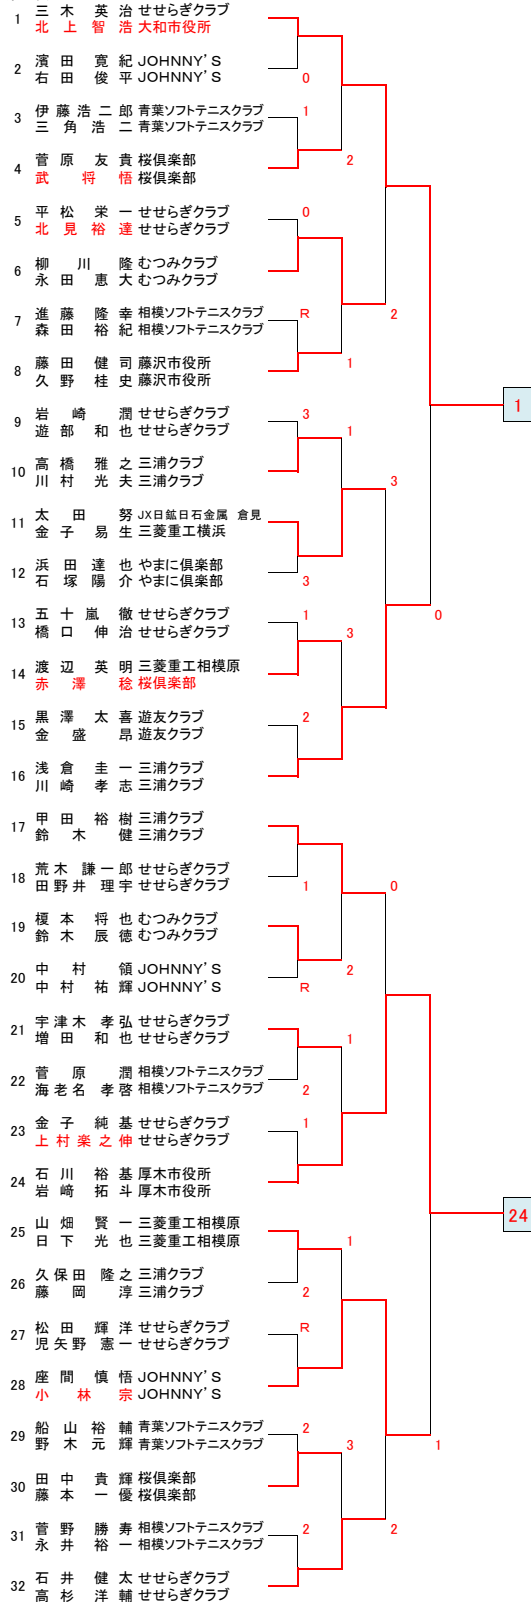 1 三木 英治 せせらぎクラブ
北上 智浩 大和市役所
2 濱田 寛紀 JOHNNY'S
右田 俊平 JOHNNY'S
0
3 伊藤浩二郎 青葉ソフトテニスクラブ
三角 浩二 青葉ソフトテニスクラブ
1
4 菅原 友貴 桜倶楽部
武 将悟 桜倶楽部
2
5 平松 栄一 せせらぎクラブ
北見 裕達 せせらぎクラブ
0
6 柳川 隆 むつみクラブ
永田 恵大 むつみクラブ
7 進藤 隆幸 相模ソフトテニスクラブ
森田 裕紀 相模ソフトテニスクラブ
R
2
8 藤田 健司 藤沢市役所
久野 桂史 藤沢市役所
1
1
9 岩崎 潤 せせらぎクラブ
遊部 和也 せせらぎクラブ
3
1
10 高橋 雅之 三浦クラブ
川村 光夫 三浦クラブ
3
11 太田 努 JX日鉱日石金属 倉見
金子 易生 三菱重工横浜
12 浜田 達也 やまに倶楽部
石塚 陽介 やまに倶楽部
3
13 五十嵐 徹 せせらぎクラブ
橋口 伸治 せせらぎクラブ
1
3
0
14 渡辺 英明 三菱重工相模原
赤澤 稔 桜倶楽部
15 黒澤 太喜 遊友クラブ
金盛 昂 遊友クラブ
2
16 浅倉 圭一 三浦クラブ
川崎 孝志 三浦クラブ
17 甲田 裕樹 三浦クラブ
鈴木 健 三浦クラブ
18 荒木 謙一郎 せせらぎクラブ
田野井 理宇 せせらぎクラブ
1
0
19 榎本 将也 むつみクラブ
鈴木 辰徳 むつみクラブ
20 中村 領 JOHNNY'S
中村 祐輝 JOHNNY'S
R
2
21 宇津木 孝弘 せせらぎクラブ
増田 和也 せせらぎクラブ
1
22 菅原 潤 相模ソフトテニスクラブ
海老名 孝啓 相模ソフトテニスクラブ
2
23 金子 純基 せせらぎクラブ
上村 楽之伸 せせらぎクラブ
1
24 石川 裕基 厚木市役所
岩﨑 拓斗 厚木市役所
24
25 山畑 賢一 三菱重工相模原
日下 光也 三菱重工相模原
1
26 久保田 隆之 三浦クラブ
藤岡 淳 三浦クラブ
2
27 松田 輝洋 せせらぎクラブ
児矢野 憲一 せせらぎクラブ
R
28 座間 慎悟 JOHNNY'S
小林 宗 JOHNNY'S
29 船山 裕輔 青葉ソフトテニスクラブ
野木 元輝 青葉ソフトテニスクラブ
2
3
1
30 田中 貴輝 桜倶楽部
藤本 一優 桜倶楽部
31 菅野 勝寿 相模ソフトテニスクラブ
永井 裕一 相模ソフトテニスクラブ
2
2
32 石井 健太 せせらぎクラブ
高杉 洋輔 せせらぎクラブ